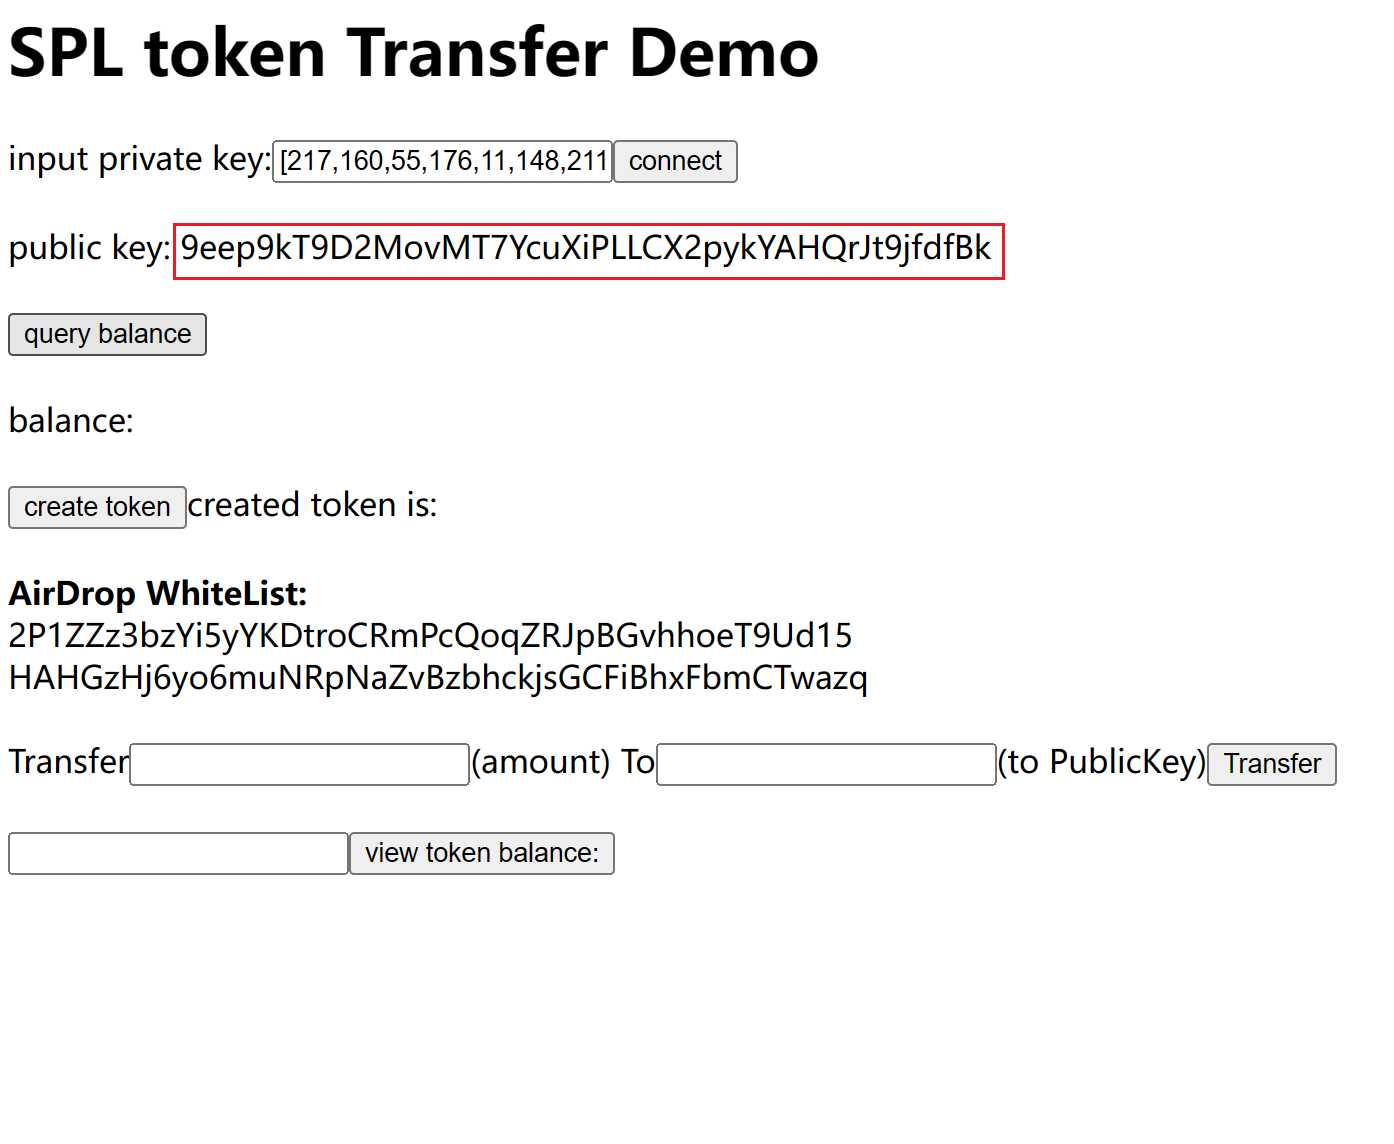 SPL token Transfer Demo
input private key:[217,160,55,176,11,148,211 connect
public key: 9eep9kT9D2MovMT7YcuXiPLLCX2pykYAHQrJt9jfdfBk
query balance
balance:
create token created token is:
AirDrop WhiteList:
2P1ZZz3bzYi5yYKDtroCRmPcQoqZRJpBGvhhoeT9Ud15
HAHGzHj6yo6muNRpNaZvBzbhckjsGCFiBhxFbmCTwazq
Transfer (amount) To (to PublicKey) Transfer
view token balance: